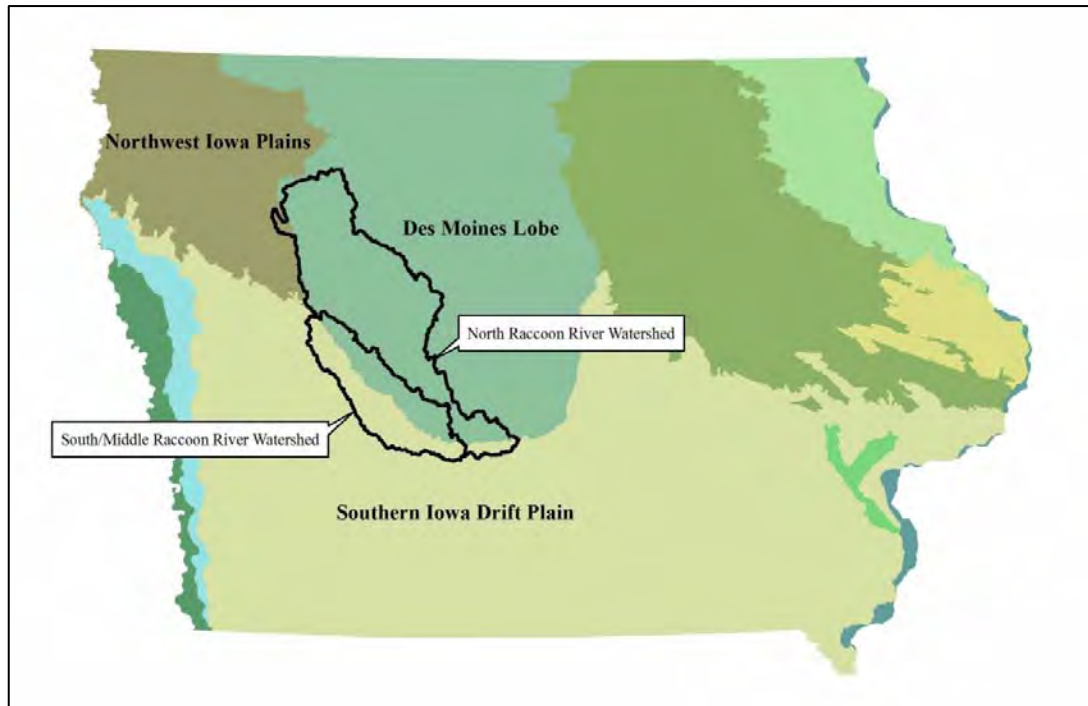 Northwest Iowa Plains
Des Moines Lobe
North Raccoon River Watershed
South/Middle Raccoon River Watershed
Southern Iowa Drift Plain